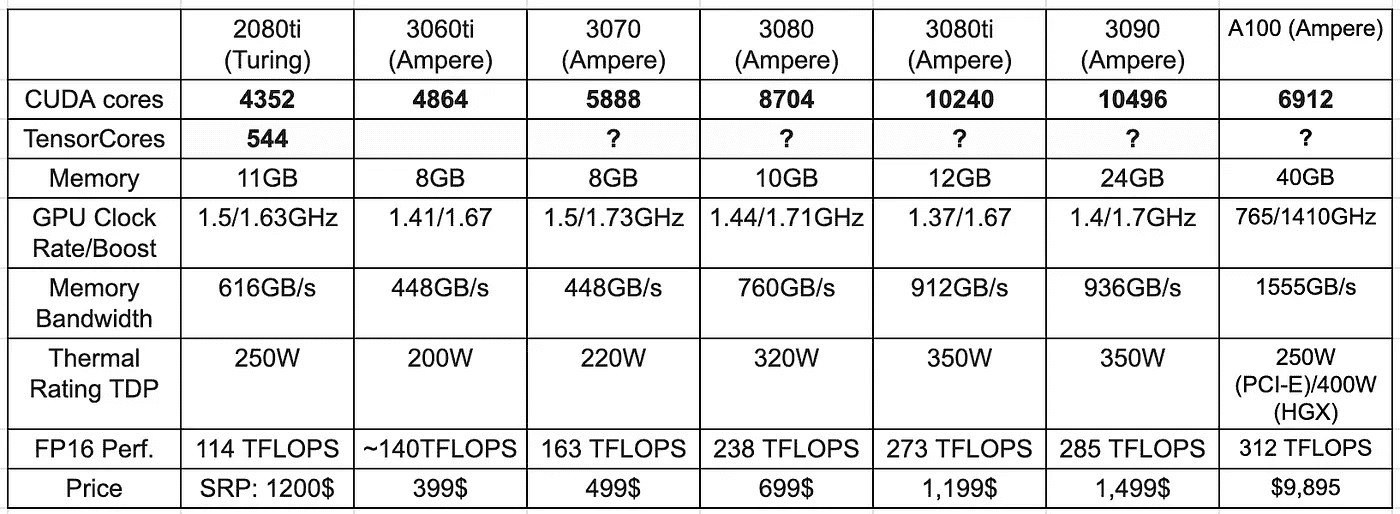 2080ti (Turing) 3060ti (Ampere) 3070 (Ampere) 3080 (Ampere) 3080ti (Ampere) 3090 (Ampere) A100 (Ampere)
CUDA cores 4352 4864 5888 8704 10240 10496 6912
TensorCores 544 ? ? ? ? ?
Memory 11GB 8GB 8GB 10GB 12GB 24GB 40GB
GPU Clock Rate/Boost 1.5/1.63GHz 1.41/1.67 1.5/1.73GHz 1.44/1.71GHz 1.37/1.67 1.4/1.7GHz 765/1410GHz
Memory Bandwidth 616GB/s 448GB/s 448GB/s 760GB/s 912GB/s 936GB/s 1555GB/s
Thermal Rating TDP 250W 200W 220W 320W 350W 350W 250W (PCI-E)/400W (HGX)
FP16 Perf. 114 TFLOPS ~140TFLOPS 163 TFLOPS 238 TFLOPS 273 TFLOPS 285 TFLOPS 312 TFLOPS
Price SRP: 1200$ 399$ 499$ 699$ 1,199$ 1,499$ $9,895